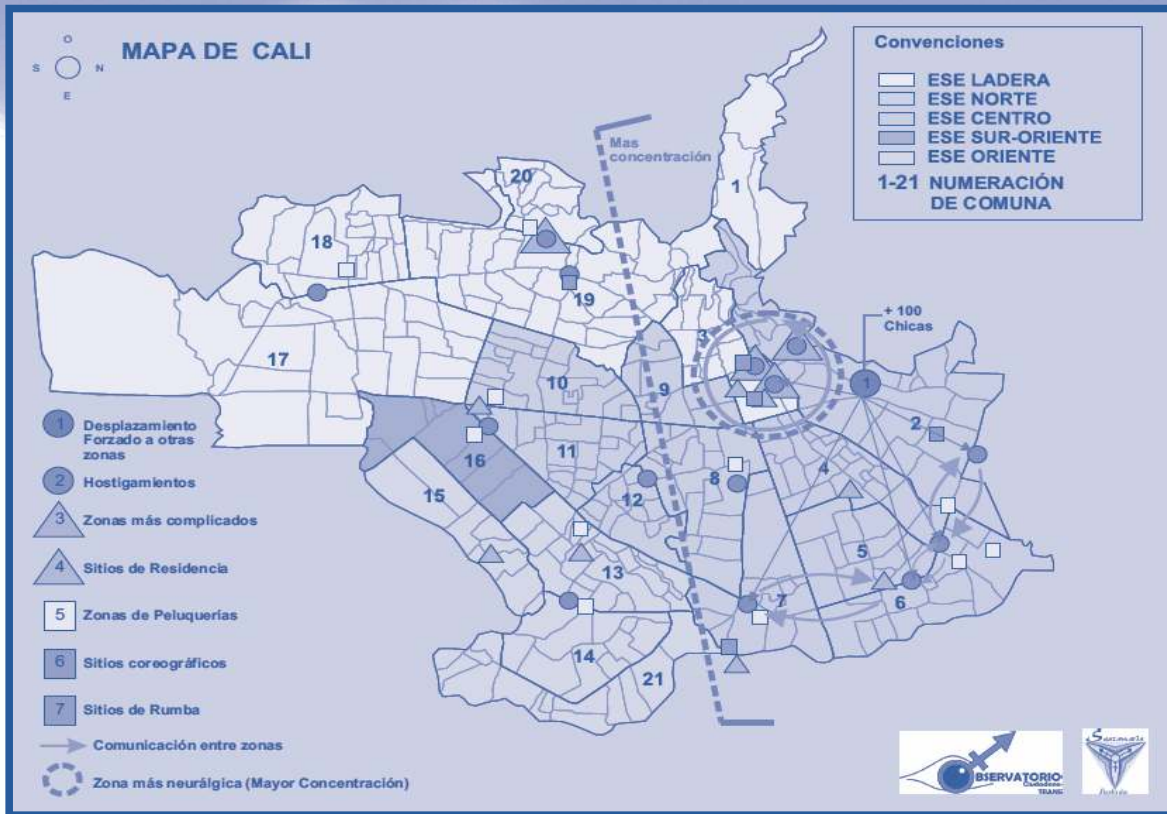 MAPA DE CALI
O
S
N
E
Convenciones
ESE LADERA
ESE NORTE
ESE CENTRO
ESE SUR-ORIENTE
ESE ORIENTE
1-21 NUMERACIÓN
DE COMUNA
Mas
concentración
20
1
18
19
3
+ 100
Chicas
17
10
9
1
2
16
11
4
15
12
8
5
13
7
6
14
21
1 Desplazamiento
Forzado a otras
zonas
2 Hostigamientos
3 Zonas más complicados
4 Sitios de Residencia
5 Zonas de Peluquerías
6 Sitios coreográficos
7 Sitios de Rumba
Comunicación entre zonas
Zona más neurálgica (Mayor Concentración)
BSERVATORIO
Ciudadano
TRANS